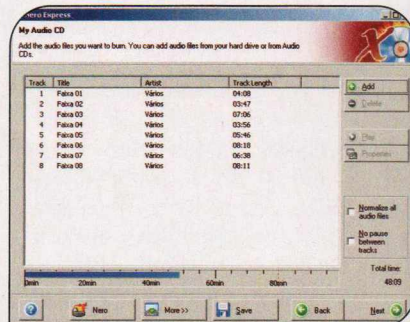 Nero Express
My Audio CD
Add the audio files you want to burn. You can add audio files from your hard drive or from Audio
CDs.
Track Title Artist Track Length
1 Faixa 01 Vários 04:08
2 Faixa 02 Vários 03:47
3 Faixa 03 Vários 07:06
4 Faixa 04 Vários 03:56
5 Faixa 05 Vários 05:46
6 Faixa 06 Vários 08:18
7 Faixa 07 Vários 06:38
8 Faixa 08 Vários 08:11
Add
Delete
Play
Properties
Normalize all
audio files
No pause
between
tracks
Total time:
48:09
0min 20min 40min 60min 80min
Nero More >> Save Back Next